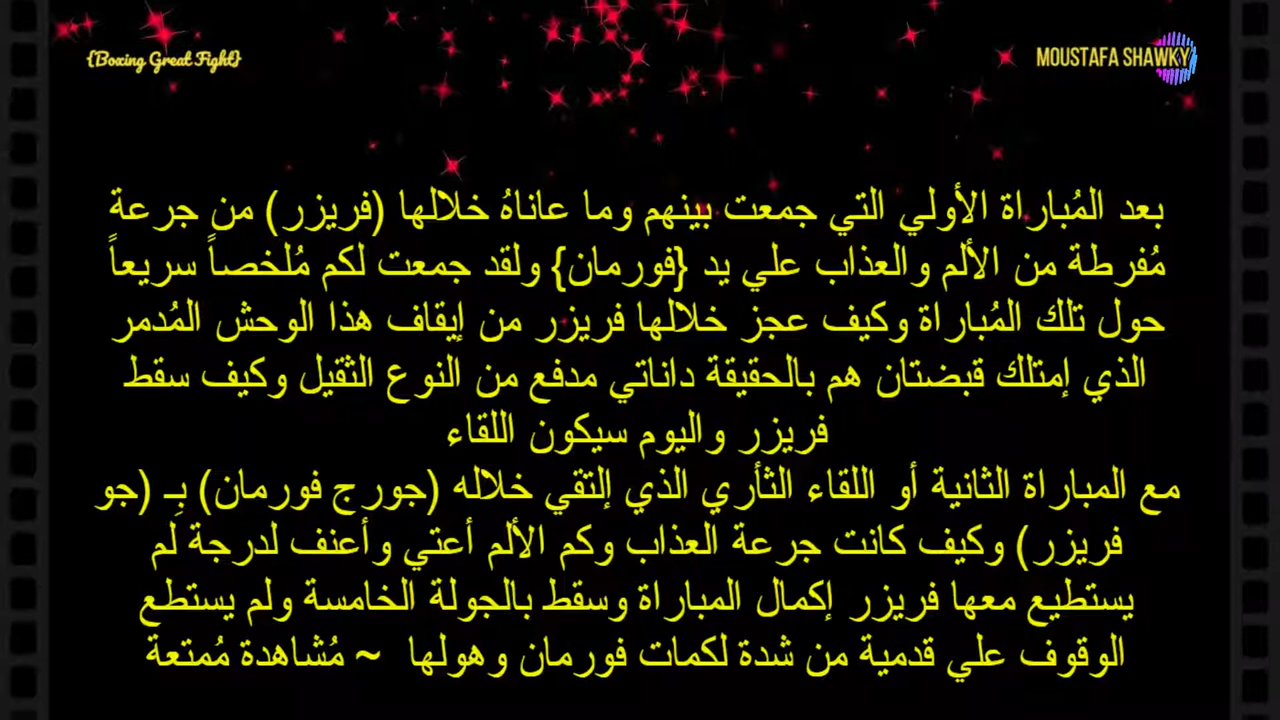 {Boxing Great Fight}
MOUSTAFA SHAWKY
بعد المُباراة الأولي التي جمعت بينهم وما عاناهُ خلالها (فريزر) من جرعة
مُفرطة من الألم والعذاب علي يد {فورمان} ولقد جمعت لكم مُلخصاً سريعاً
حول تلك المُباراة وكيف عجز خلالها فريزر من إيقاف هذا الوحش المُدمر
الذي إمتلك قبضتان هم بالحقيقة داناتي مدفع من النوع الثقيل وكيف سقط
فريزر واليوم سيكون اللقاء
مع المباراة الثانية أو اللقاء الثأري الذي إلتقي خلاله (جورج فورمان) بِـ (جو
فريزر) وكيف كانت جرعة العذاب وكم الألم أعتي وأعنف لدرجة لم
يستطيع معها فريزر إكمال المباراة وسقط بالجولة الخامسة ولم يستطع
الوقوف علي قدمية من شدة لكمات فورمان وهولها ~ مُشاهدة مُمتعة